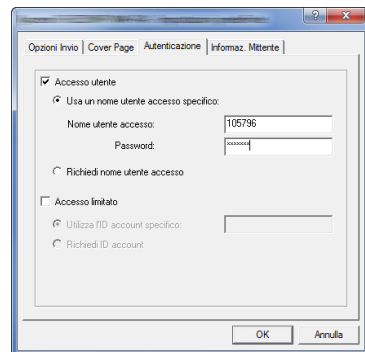 Opzioni Invio Cover Page Autenticazione Informaz. Mittente
Accesso utente
Usa un nome utente accesso specifico:
Nome utente accesso: 105796
Password: xxxxxxx
Richiedi nome utente accesso
Accesso limitato
Utilizza l'ID account specifico:
Richiedi ID account
OK Annulla